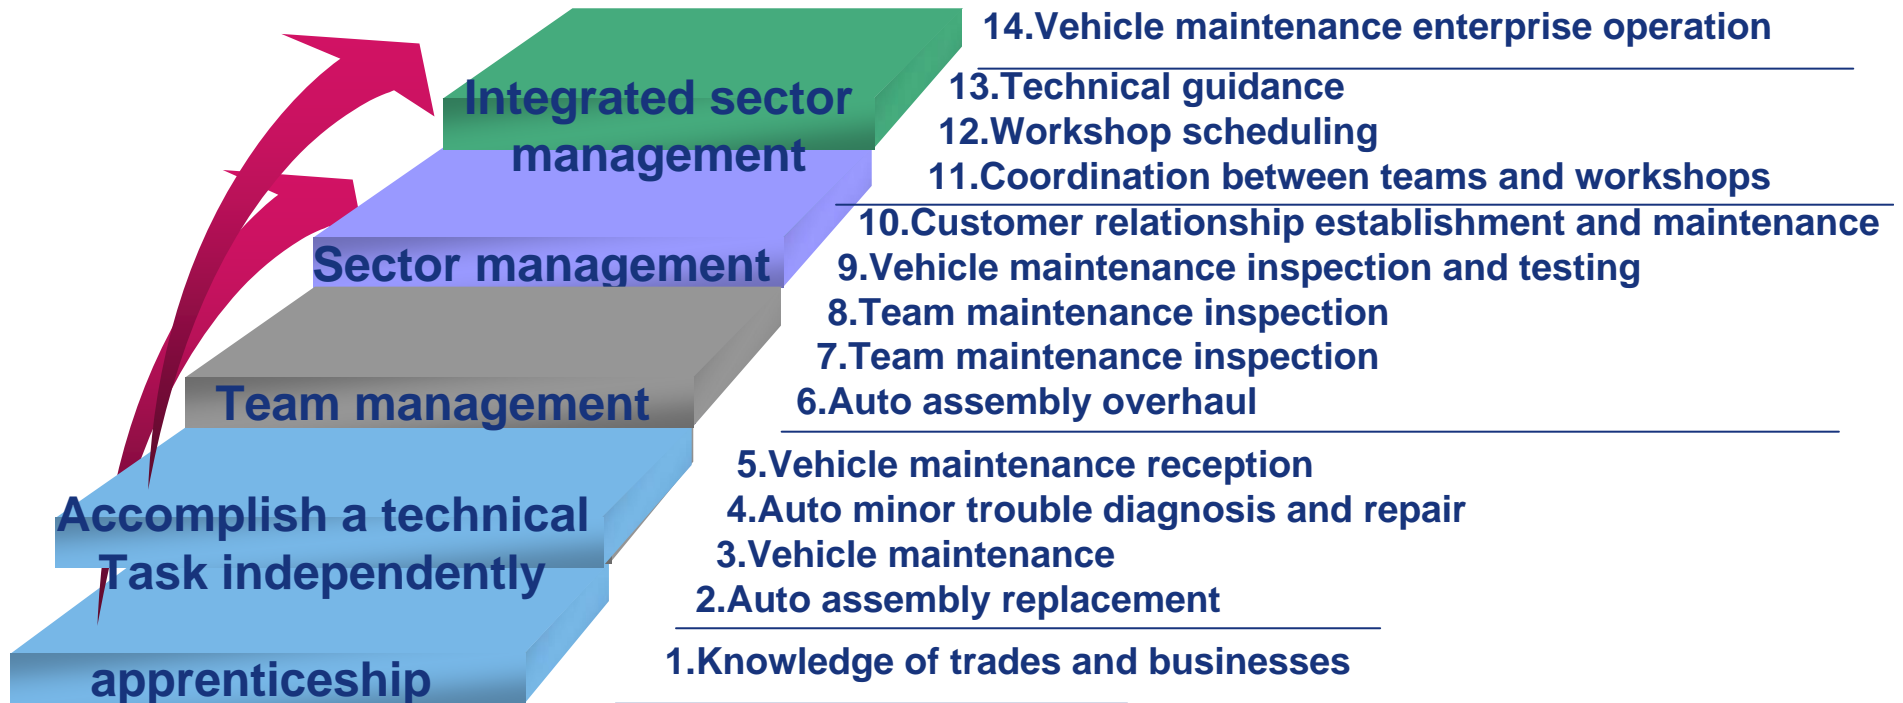 14.Vehicle maintenance enterprise operation
13.Technical guidance
12.Workshop scheduling
11.Coordination between teams and workshops
10.Customer relationship establishment and maintenance
9.Vehicle maintenance inspection and testing
8.Team maintenance inspection
7.Team maintenance inspection
6.Auto assembly overhaul
5.Vehicle maintenance reception
4.Auto minor trouble diagnosis and repair
3.Vehicle maintenance
2.Auto assembly replacement
1.Knowledge of trades and businesses
Integrated sector
management
Sector management
Team management
Accomplish a technical
Task independently
apprenticeship